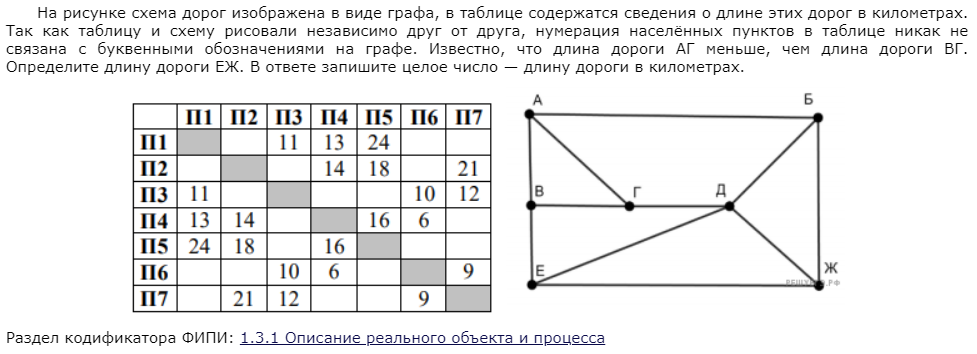 На рисунке схема дорог изображена в виде графа, в таблице содержатся сведения о длине этих дорог в километрах.
Так как таблицу и схему рисовали независимо друг от друга, нумерация населённых пунктов в таблице никак не
связана с буквенными обозначениями на графе. Известно, что длина дороги АГ меньше, чем длина дороги ВГ.
Определите длину дороги ЕЖ. В ответе запишите целое число — длину дороги в километрах.
П1 П2 П3 П4 П5 П6 П7
П1 11 13 24
П2 14 18 21
П3 11 10 12
П4 13 14 16 6
П5 24 18 16
П6 10 6 9
П7 21 12 9
А Б
В Г Д
Е Ж
Раздел кодификатора ФИПИ: 1.3.1 Описание реального объекта и процесса